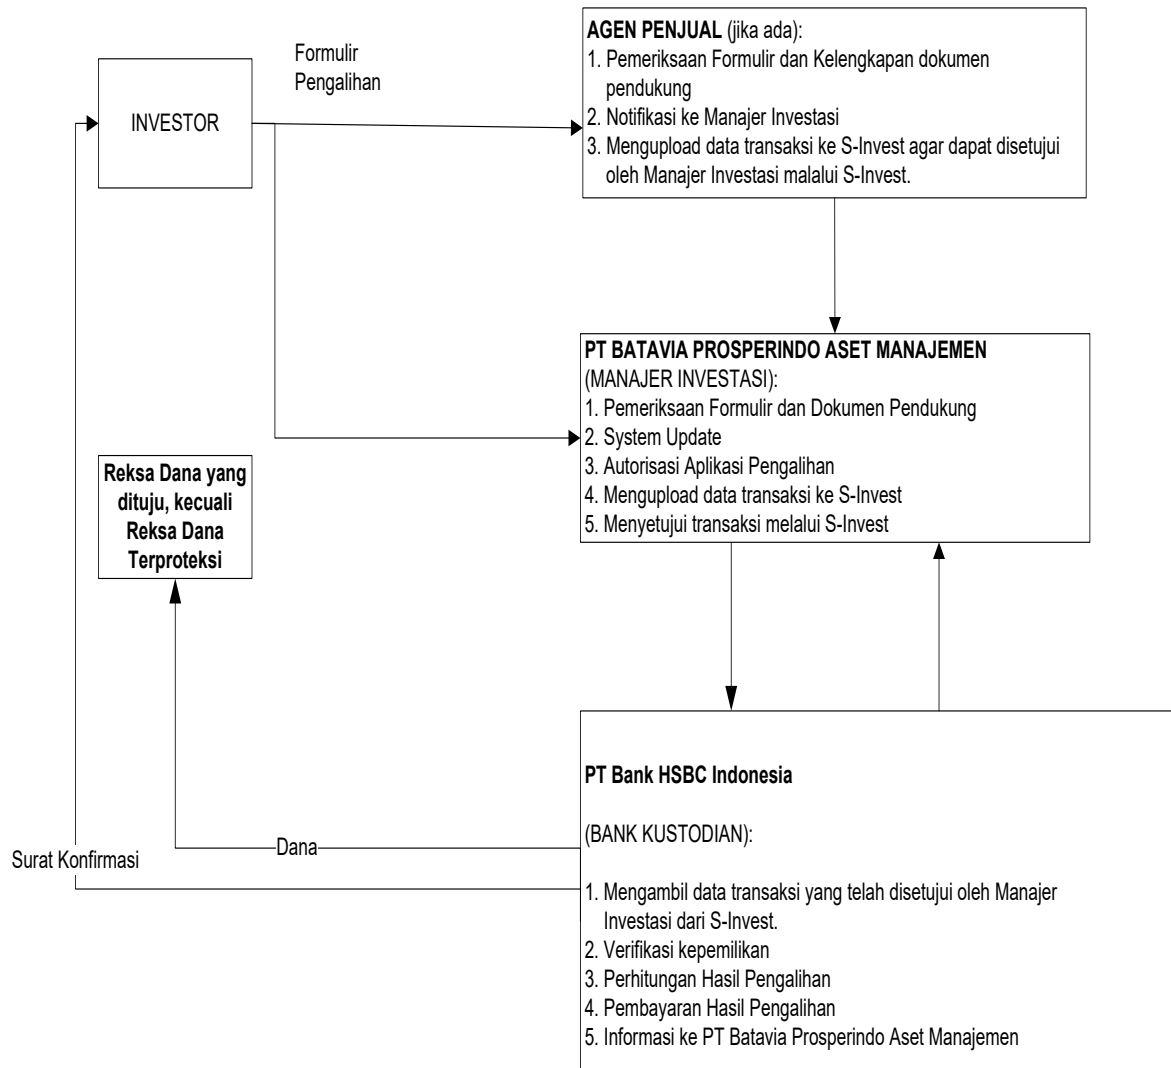 Formulir
Pengalihan
INVESTOR
AGEN PENJUAL (jika ada):
1. Pemeriksaan Formulir dan Kelengkapan dokumen
pendukung
2. Notifikasi ke Manajer Investasi
3. Mengupload data transaksi ke S-Invest agar dapat disetujui
oleh Manajer Investasi malalui S-Invest.
PT BATAVIA PROSPERINDO ASET MANAJEMEN
(MANAJER INVESTASI):
1. Pemeriksaan Formulir dan Dokumen Pendukung
2. System Update
3. Autorisasi Aplikasi Pengalihan
4. Mengupload data transaksi ke S-Invest
5. Menyetujui transaksi melalui S-Invest
Reksa Dana yang
dituju, kecuali
Reksa Dana
Terproteksi
PT Bank HSBC Indonesia
(BANK KUSTODIAN):
1. Mengambil data transaksi yang telah disetujui oleh Manajer
Investasi dari S-Invest.
2. Verifikasi kepemilikan
3. Perhitungan Hasil Pengalihan
4. Pembayaran Hasil Pengalihan
5. Informasi ke PT Batavia Prosperindo Aset Manajemen
Dana
Surat Konfirmasi